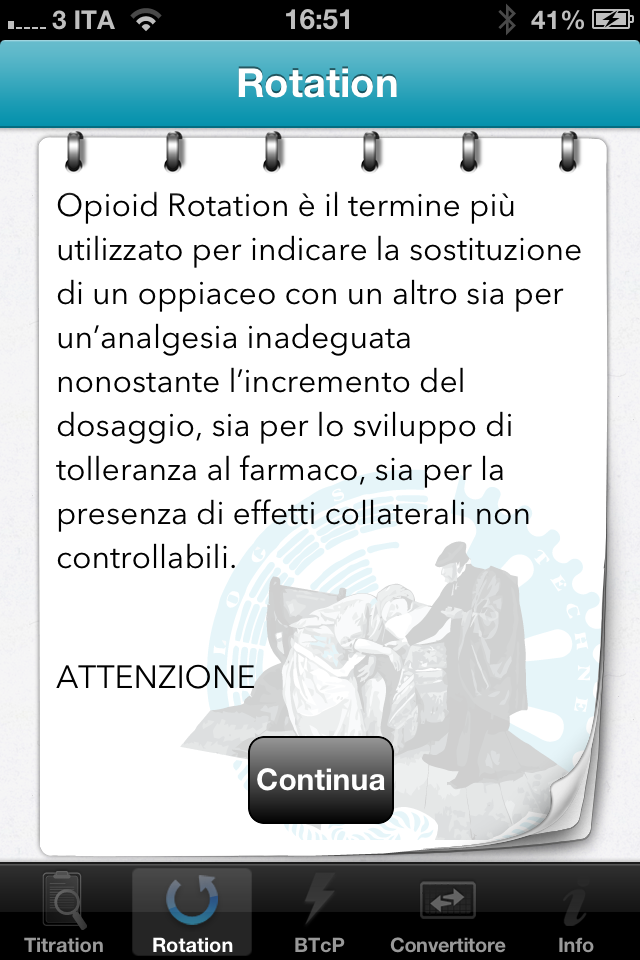 3 ITA 16:51 41%
Rotation
Opioid Rotation è il termine più
utilizzato per indicare la sostituzione
di un oppiaceo con un altro sia per
un’analgesia inadeguata
nonostante l’incremento del
dosaggio, sia per lo sviluppo di
tolleranza al farmaco, sia per la
presenza di effetti collaterali non
controllabili.
ATTENZIONE
Continua
Titration Rotation BTcP Convertitore Info
TECHNE